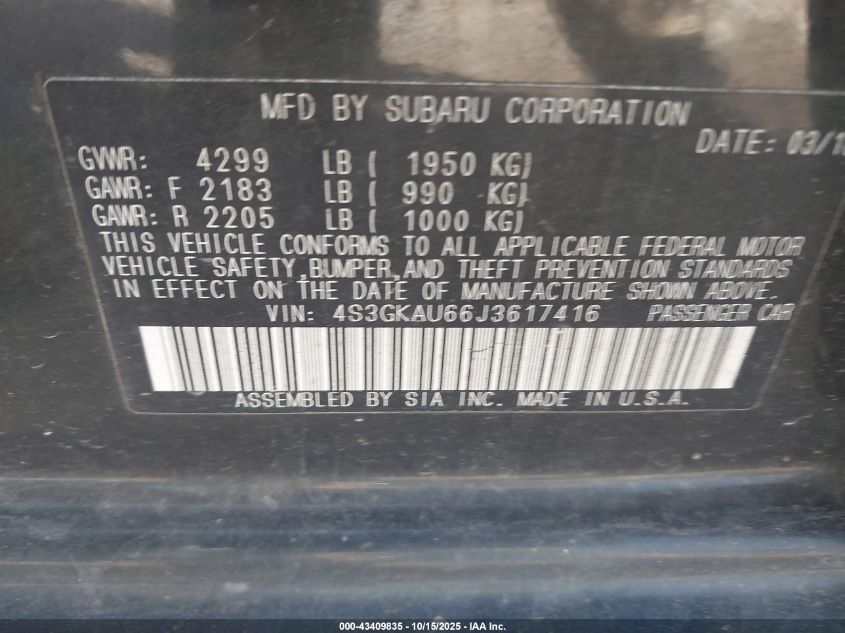 MFD BY SUBARU CORPORATION
DATE: 03/18
GVWR: 4299 LB ( 1950 KG)
GAWR: F 2183 LB ( 990 KG)
GAWR: R 2205 LB ( 1000 KG)
THIS VEHICLE CONFORMS TO ALL APPLICABLE FEDERAL MOTOR
VEHICLE SAFETY,BUMPER,AND THEFT PREVENTION STANDARDS
IN EFFECT ON THE DATE OF MANUFACTURE SHOWN ABOVE.
VIN: 4S3GKAU66J3617416 PASSENGER CAR
ASSEMBLED BY SIA INC. MADE IN U.S.A.
000-43409835 - 10/15/2025 - IAA Inc.